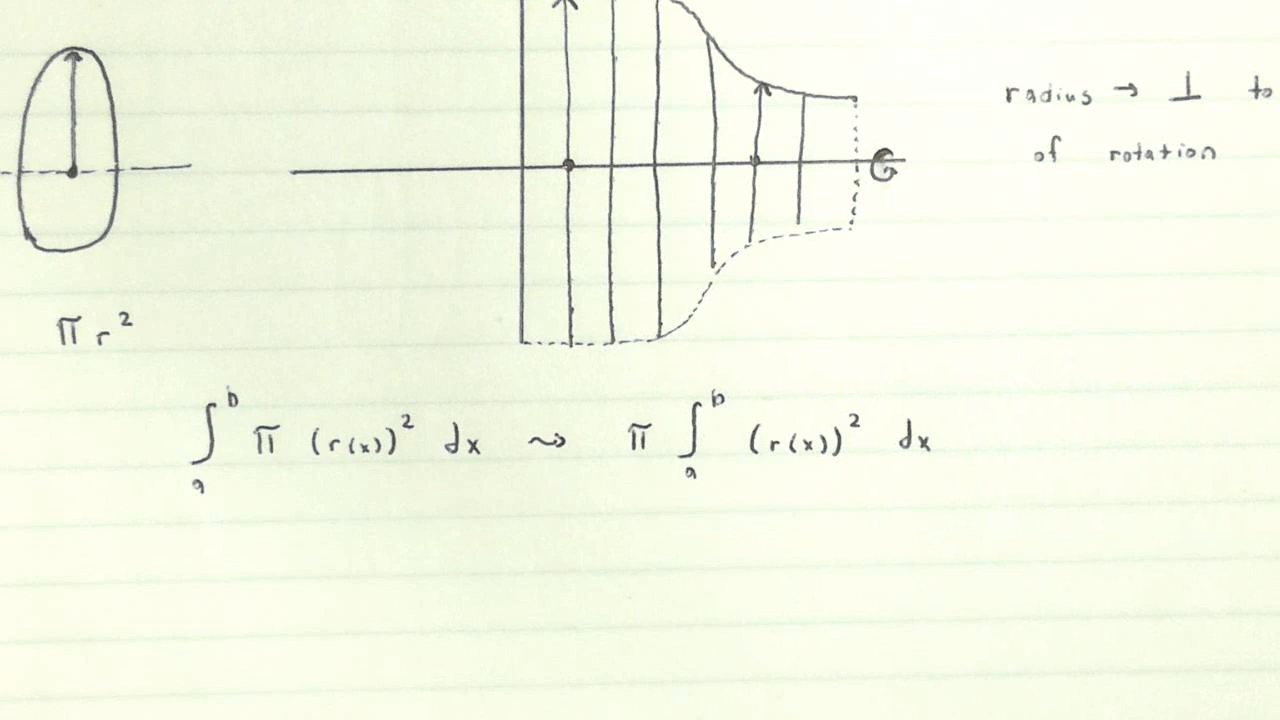 radius → ⊥ to
of rotation
π r²
∫ₐᵇ π (r(x))² dx ⇝ π ∫ₐᵇ (r(x))² dx